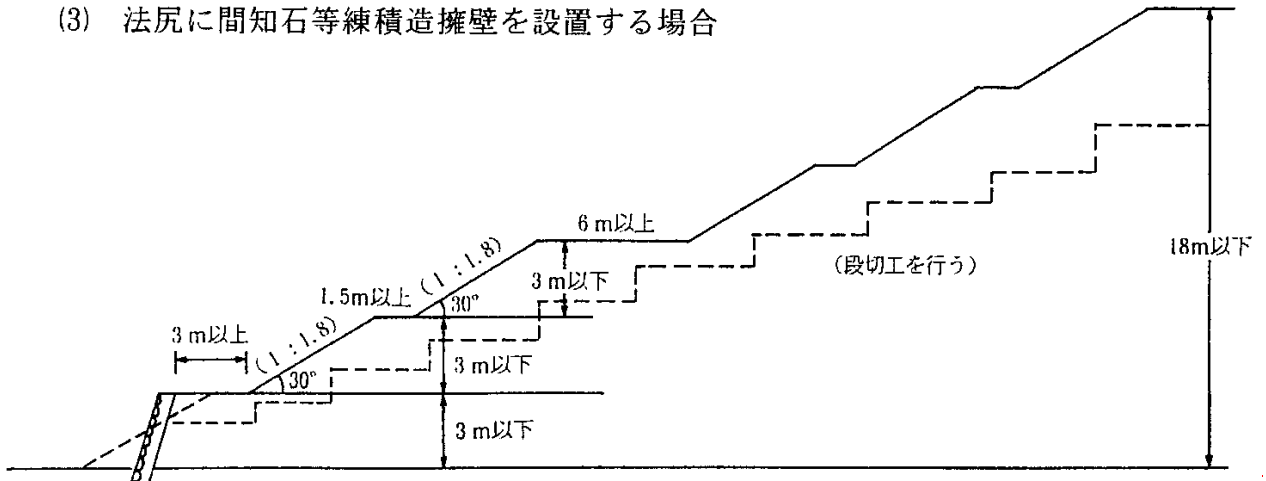 (3) 法尻に間知石等練積造擁壁を設置する場合
6m以上
18m以下
(段切工を行う)
(1:1.8)
3m以下
1.5m以上
30°
3m以上
(1:1.8)
3m以下
30°
3m以下